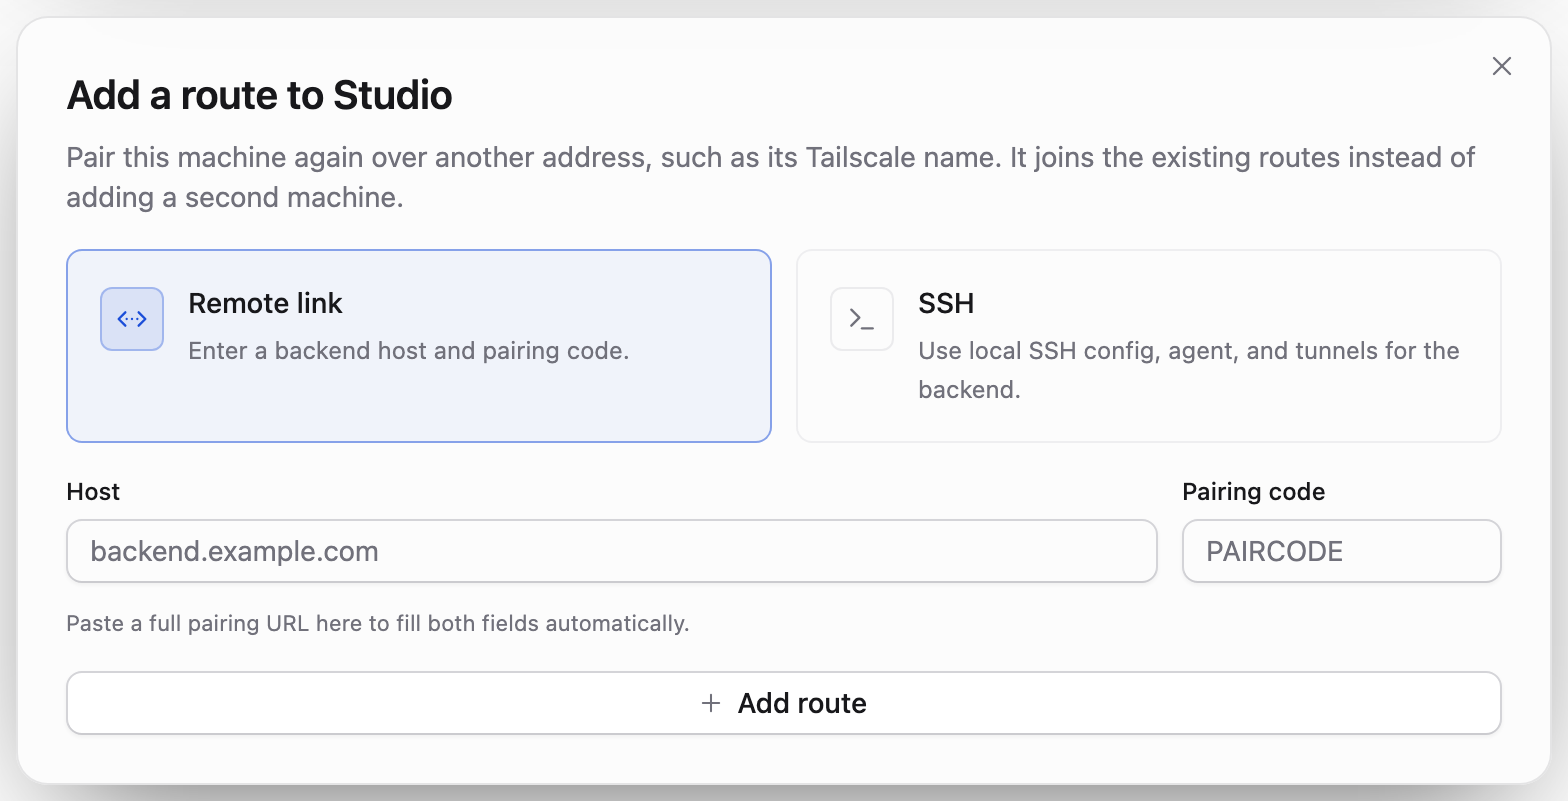 Add a route to Studio
Pair this machine again over another address, such as its Tailscale name. It joins the existing routes instead of
adding a second machine.
Remote link
Enter a backend host and pairing code.
SSH
Use local SSH config, agent, and tunnels for the
backend.
Host
backend.example.com
Pairing code
PAIRCODE
Paste a full pairing URL here to fill both fields automatically.
Add route